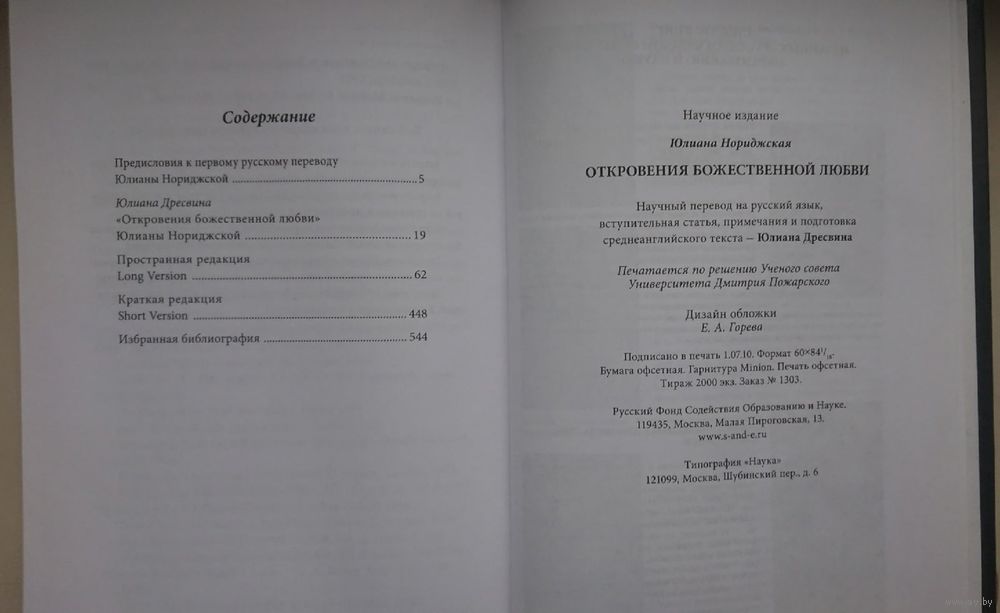 Содержание
Предисловия к первому русскому переводу
Юлианы Нориджской ..... 5
Юлиана Дресвина
«Откровения божественной любви»
Юлианы Нориджской ..... 19
Пространная редакция
Long Version ..... 62
Краткая редакция
Short Version ..... 448
Избранная библиография ..... 544
Научное издание
Юлиана Нориджская
ОТКРОВЕНИЯ БОЖЕСТВЕННОЙ ЛЮБВИ
Научный перевод на русский язык,
вступительная статья, примечания и подготовка
среднеанглийского текста – Юлиана Дресвина
Печатается по решению Ученого совета
Университета Дмитрия Пожарского
Дизайн обложки
Е. А. Горева
Подписано в печать 1.07.10. Формат 60×84 1/16.
Бумага офсетная. Гарнитура Minion. Печать офсетная.
Тираж 2000 экз. Заказ № 1303.
Русский Фонд Содействия Образованию и Науке.
119435, Москва, Малая Пироговская, 13.
www.s-and-e.ru
Типография «Наука»
121099, Москва, Шубинский пер., д. 6